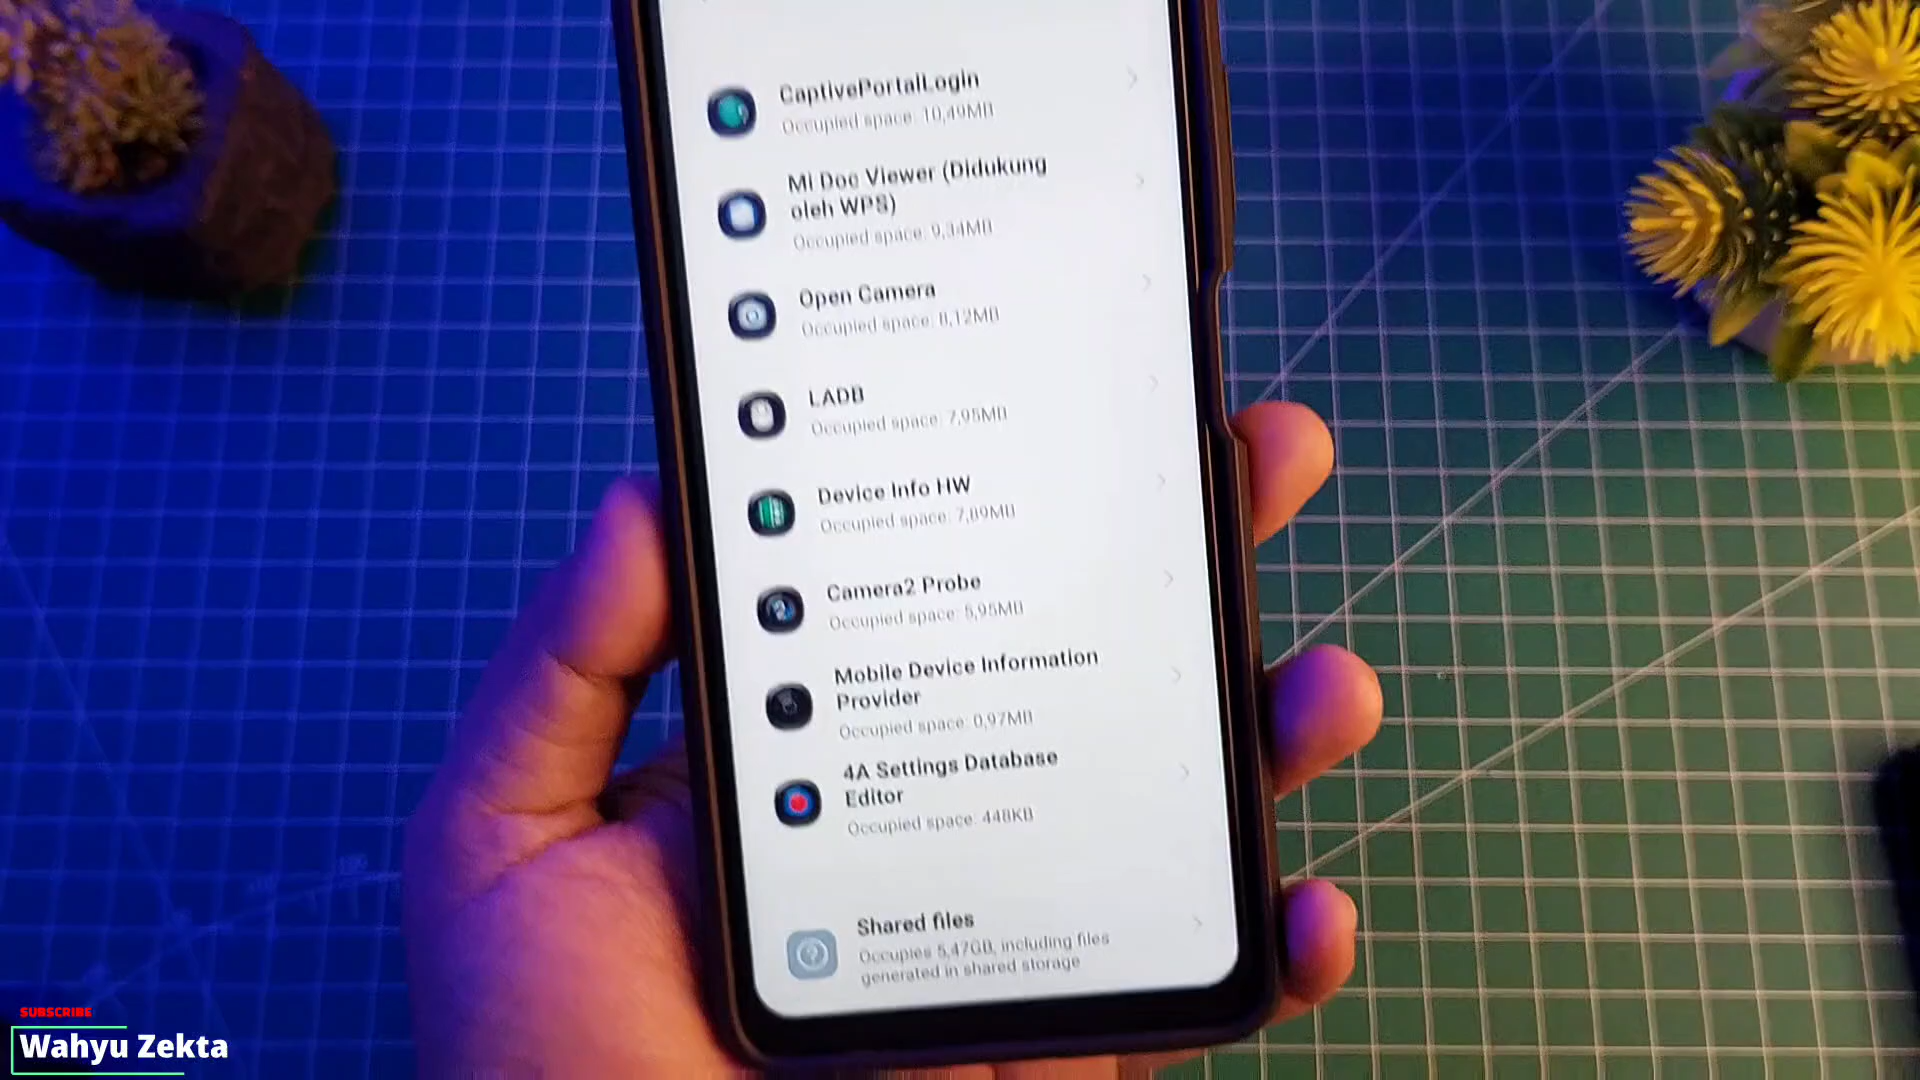 CaptivePortalLogin
Occupied space: 10,49MB
Mi Doc Viewer (Didukung
oleh WPS)
Occupied space: 9,34MB
Open Camera
Occupied space: 8,12MB
LADB
Occupied space: 7,95MB
Device Info HW
Occupied space: 7,89MB
Camera2 Probe
Occupied space: 5,95MB
Mobile Device Information
Provider
Occupied space: 0,97MB
4A Settings Database
Editor
Occupied space: 448KB
Shared files
Occupies 5,47GB, including files
generated in shared storage
SUBSCRIBE
Wahyu Zekta